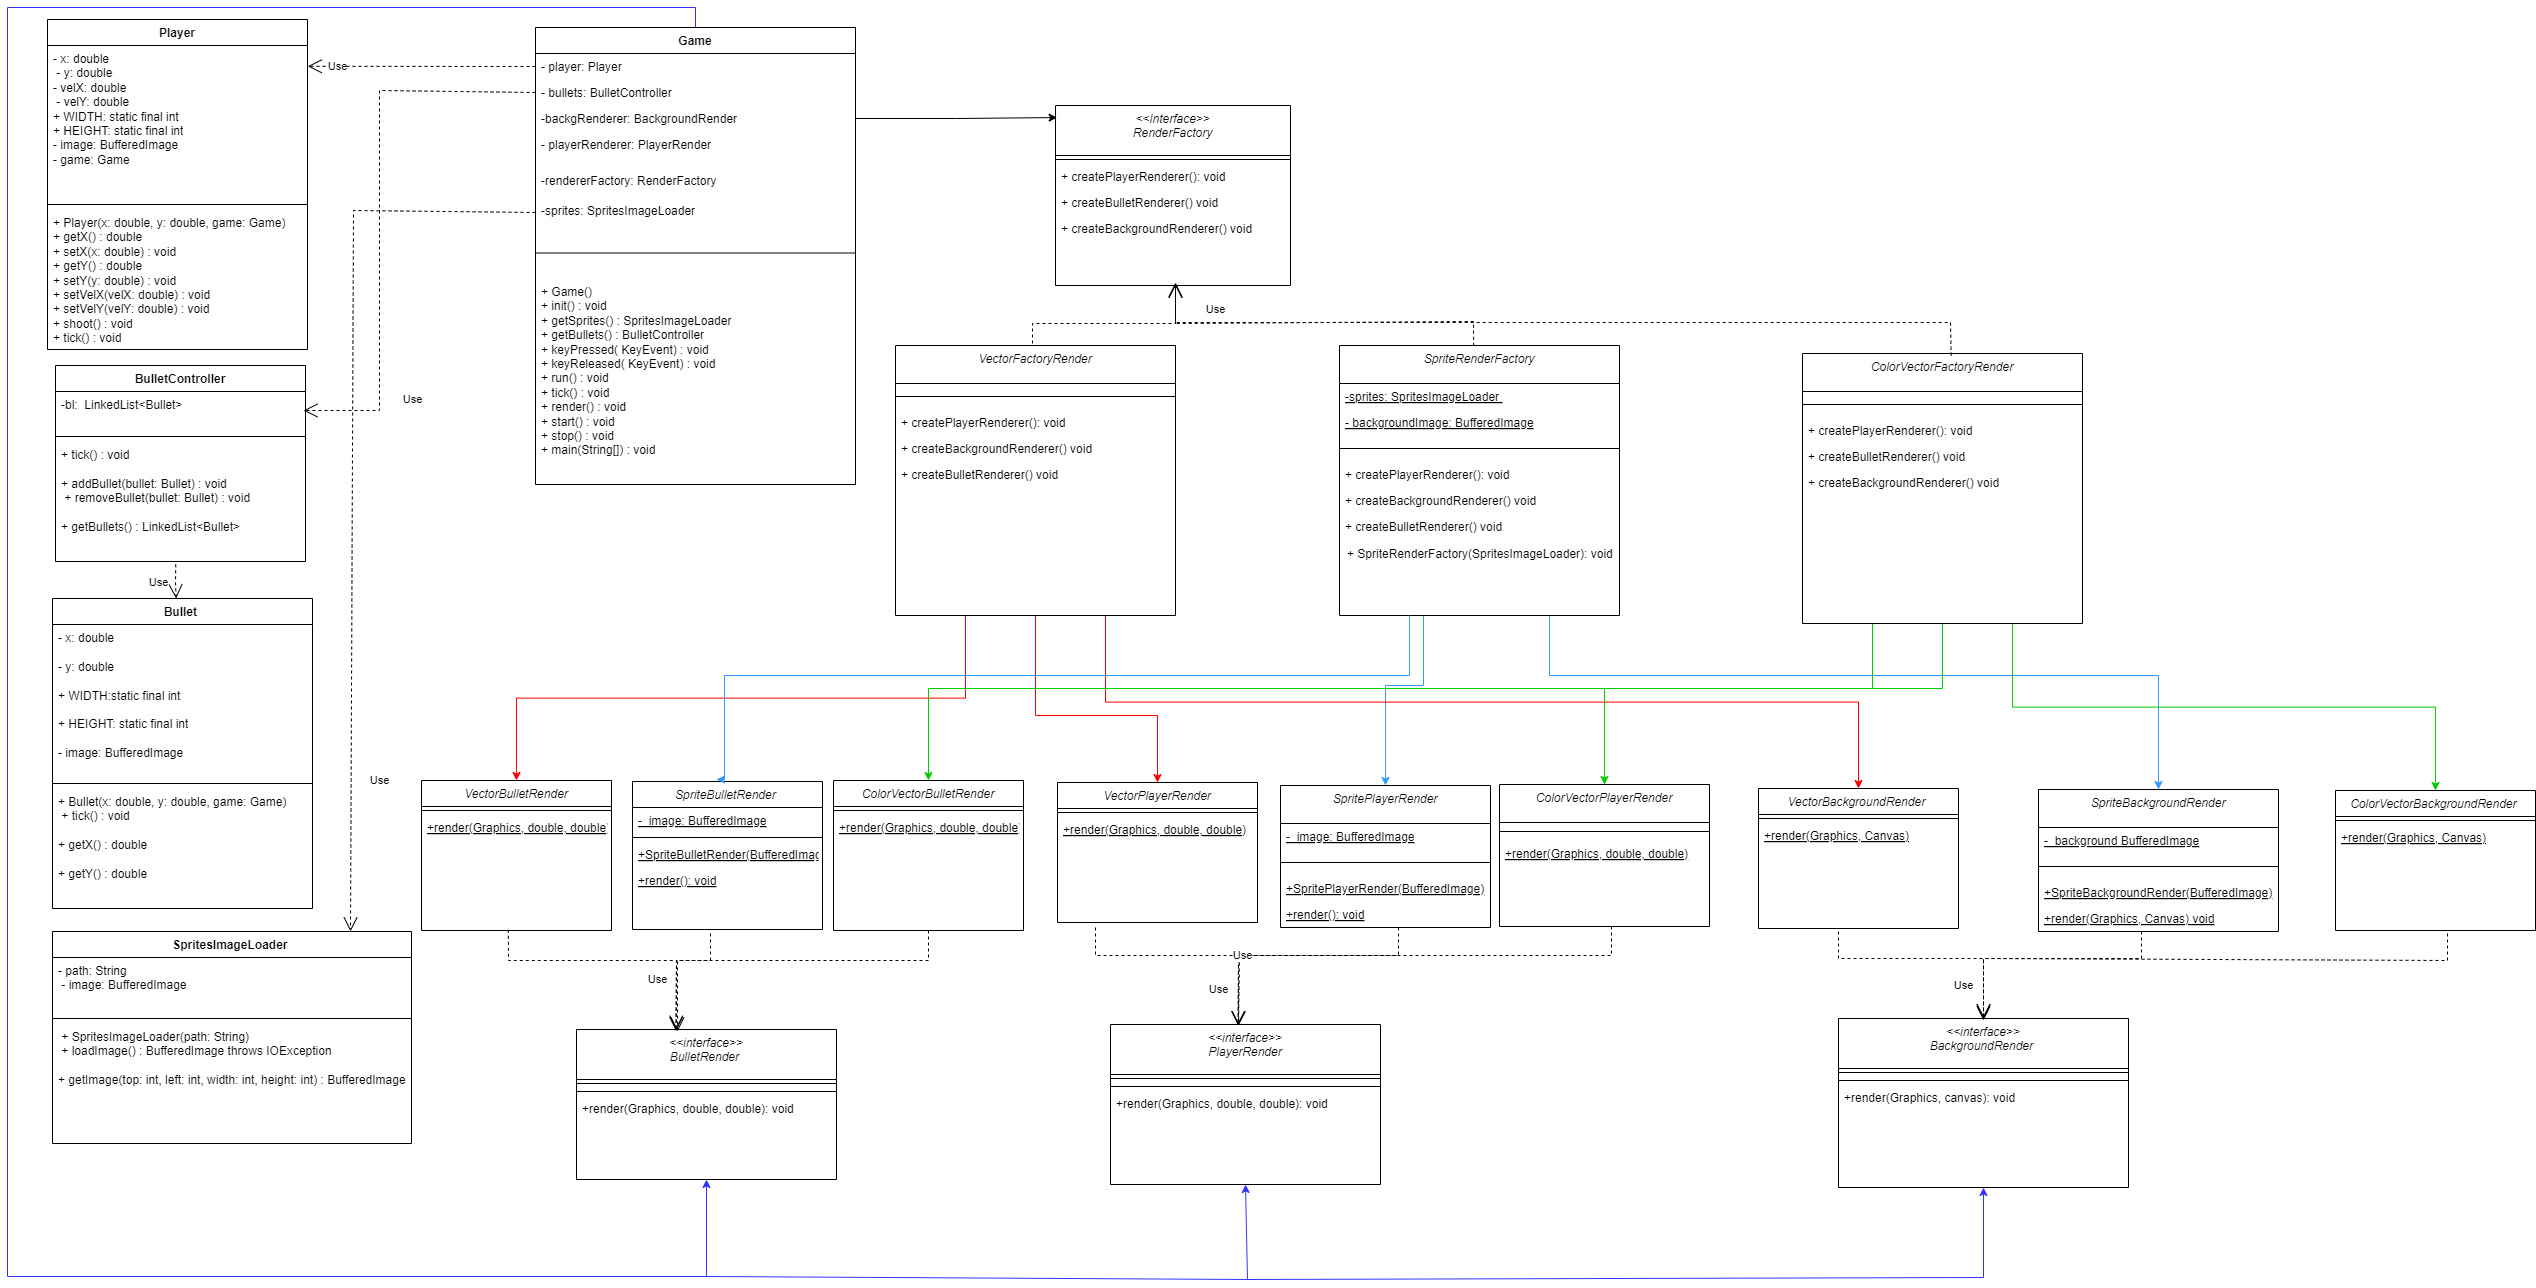 Player
- x: double
- y: double
- velX: double
- velY: double
+ WIDTH: static final int
+ HEIGHT: static final int
- image: BufferedImage
- game: Game
+ Player(x: double, y: double, game: Game)
+ getX() : double
+ setX(x: double) : void
+ getY() : double
+ setY(y: double) : void
+ setVelX(velX: double) : void
+ setVelY(velY: double) : void
+ shoot() : void
+ tick() : void
Use
Game
- player: Player
- bullets: BulletController
-backgRenderer: BackgroundRender
- playerRenderer: PlayerRender
-rendererFactory: RenderFactory
-sprites: SpritesImageLoader
+ Game()
+ init() : void
+ getSprites() : SpritesImageLoader
+ getBullets() : BulletController
+ keyPressed( KeyEvent) : void
+ keyReleased( KeyEvent) : void
+ run() : void
+ tick() : void
+ render() : void
+ start() : void
+ stop() : void
+ main(String[]) : void
<<Interface>>
RenderFactory
+ createPlayerRenderer(): void
+ createBulletRenderer() void
+ createBackgroundRenderer() void
Use
BulletController
-bl:  LinkedList<Bullet>
+ tick() : void
+ addBullet(bullet: Bullet) : void
+ removeBullet(bullet: Bullet) : void
+ getBullets() : LinkedList<Bullet>
Use
Use
VectorFactoryRender
+ createPlayerRenderer(): void
+ createBackgroundRenderer() void
+ createBulletRenderer() void
SpriteRenderFactory
-sprites: SpritesImageLoader
- backgroundImage: BufferedImage
+ createPlayerRenderer(): void
+ createBackgroundRenderer() void
+ createBulletRenderer() void
+ SpriteRenderFactory(SpritesImageLoader): void
ColorVectorFactoryRender
+ createPlayerRenderer(): void
+ createBulletRenderer() void
+ createBackgroundRenderer() void
Bullet
- x: double
- y: double
+ WIDTH:static final int
+ HEIGHT: static final int
- image: BufferedImage
+ Bullet(x: double, y: double, game: Game)
+ tick() : void
+ getX() : double
+ getY() : double
Use
SpritesImageLoader
- path: String
- image: BufferedImage
+ SpritesImageLoader(path: String)
+ loadImage() : BufferedImage throws IOException
+ getImage(top: int, left: int, width: int, height: int) : BufferedImage
VectorBulletRender
+render(Graphics, double, double
SpriteBulletRender
-  image: BufferedImage
+SpriteBulletRender(BufferedImag
+render(): void
ColorVectorBulletRender
+render(Graphics, double, double
VectorPlayerRender
+render(Graphics, double, double)
SpritePlayerRender
-  image: BufferedImage
+SpritePlayerRender(BufferedImage)
+render(): void
ColorVectorPlayerRender
+render(Graphics, double, double)
VectorBackgroundRender
+render(Graphics, Canvas)
SpriteBackgroundRender
-  background BufferedImage
+SpriteBackgroundRender(BufferedImage)
+render(Graphics, Canvas) void
ColorVectorBackgroundRender
+render(Graphics, Canvas)
Use
Use
Use
Use
<<interface>>
BulletRender
+render(Graphics, double, double): void
<<interface>>
PlayerRender
+render(Graphics, double, double): void
<<interface>>
BackgroundRender
+render(Graphics, canvas): void